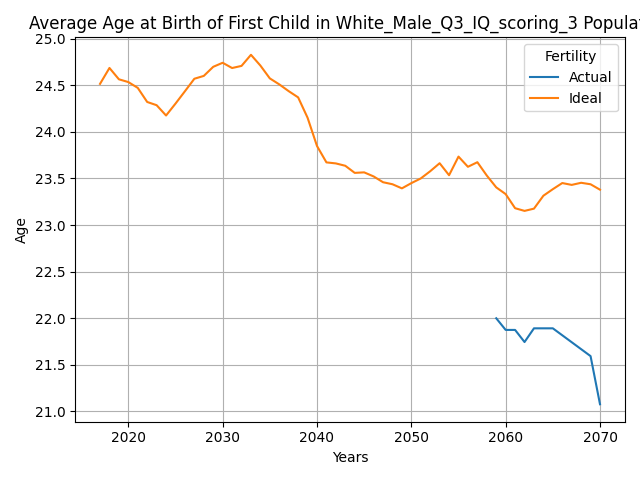 Average Age at Birth of First Child in White_Male_Q3_IQ_scoring_3 Popula
25.0
24.5
24.0
23.5
23.0
22.5
22.0
21.5
21.0
Age
Fertility
Actual
Ideal
2020 2030 2040 2050 2060 2070
Years